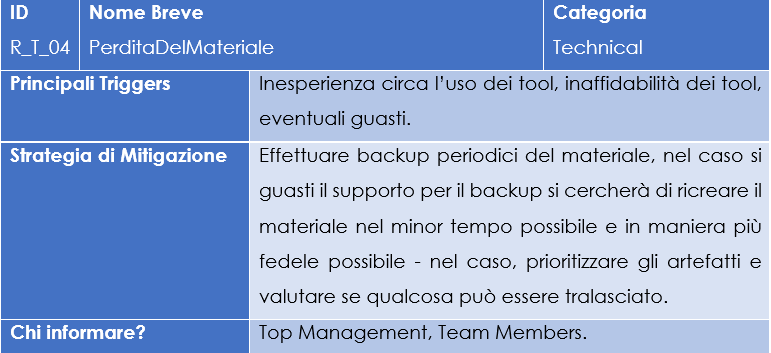 ID Nome Breve Categoria
R_T_04 PerditaDelMateriale Technical
Principali Triggers Inesperienza circa l'uso dei tool, inaffidabilità dei tool,
eventuali guasti.
Strategia di Mitigazione Effettuare backup periodici del materiale, nel caso si
guasti il supporto per il backup si cercherà di ricreare il
materiale nel minor tempo possibile e in maniera più
fedele possibile - nel caso, prioritizzare gli artefatti e
valutare se qualcosa può essere tralasciato.
Chi informare? Top Management, Team Members.